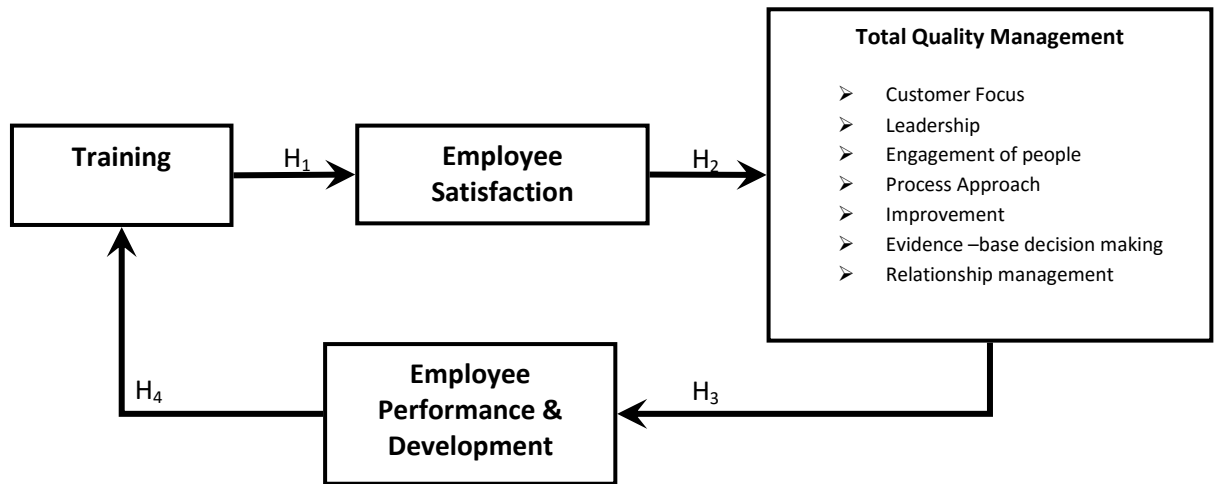 Total Quality Management
Customer Focus
Leadership
Engagement of people
Process Approach
Improvement
Evidence –base decision making
Relationship management
Training
H₁
Employee
Satisfaction
H₂
Employee
Performance &
Development
H₃
H₄